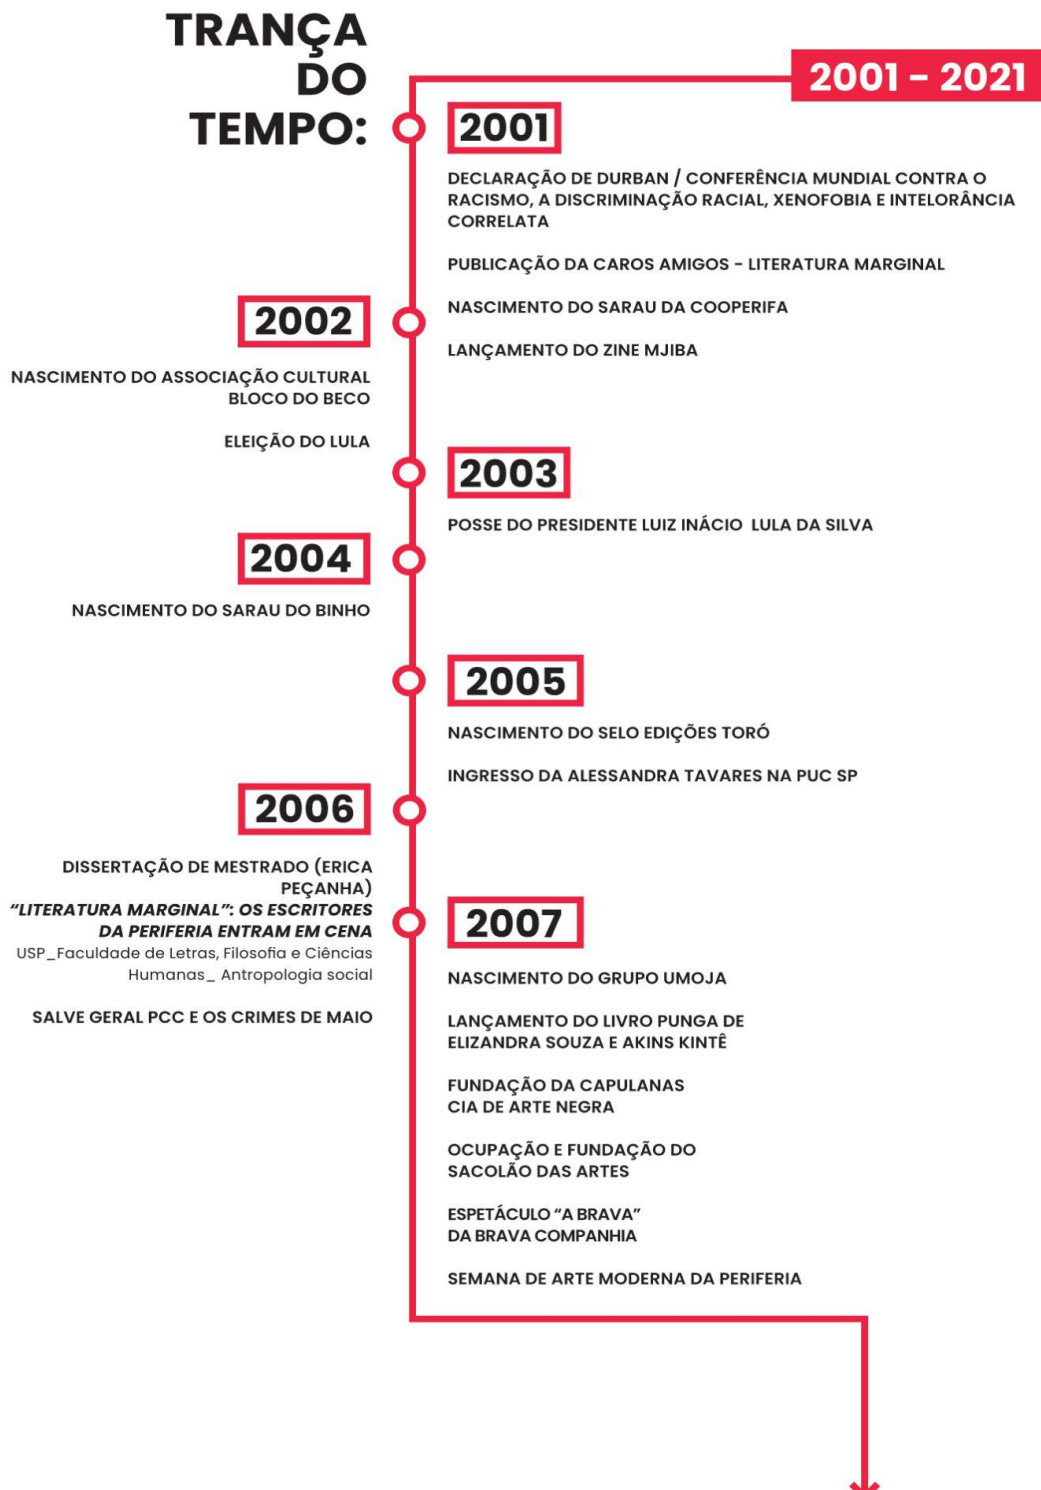 TRANÇA
DO
TEMPO:
2001 - 2021
2001
DECLARAÇÃO DE DURBAN / CONFERÊNCIA MUNDIAL CONTRA O
RACISMO, A DISCRIMINAÇÃO RACIAL, XENOFOBIA E INTELORÂNCIA
CORRELATA
PUBLICAÇÃO DA CAROS AMIGOS - LITERATURA MARGINAL
NASCIMENTO DO SARAU DA COOPERIFA
LANÇAMENTO DO ZINE MJIBA
2002
NASCIMENTO DO ASSOCIAÇÃO CULTURAL
BLOCO DO BECO
ELEIÇÃO DO LULA
2003
POSSE DO PRESIDENTE LUIZ INÁCIO LULA DA SILVA
2004
NASCIMENTO DO SARAU DO BINHO
2005
NASCIMENTO DO SELO EDIÇÕES TORÓ
INGRESSO DA ALESSANDRA TAVARES NA PUC SP
2006
DISSERTAÇÃO DE MESTRADO (ERICA
PEÇANHA)
“LITERATURA MARGINAL”: OS ESCRITORES
DA PERIFERIA ENTRAM EM CENA
USP_Faculdade de Letras, Filosofia e Ciências
Humanas_ Antropologia social
SALVE GERAL PCC E OS CRIMES DE MAIO
2007
NASCIMENTO DO GRUPO UMOJA
LANÇAMENTO DO LIVRO PUNGA DE
ELIZANDRA SOUZA E AKINS KINTÊ
FUNDAÇÃO DA CAPULANAS
CIA DE ARTE NEGRA
OCUPAÇÃO E FUNDAÇÃO DO
SACOLÃO DAS ARTES
ESPETÁCULO “A BRAVA”
DA BRAVA COMPANHIA
SEMANA DE ARTE MODERNA DA PERIFERIA